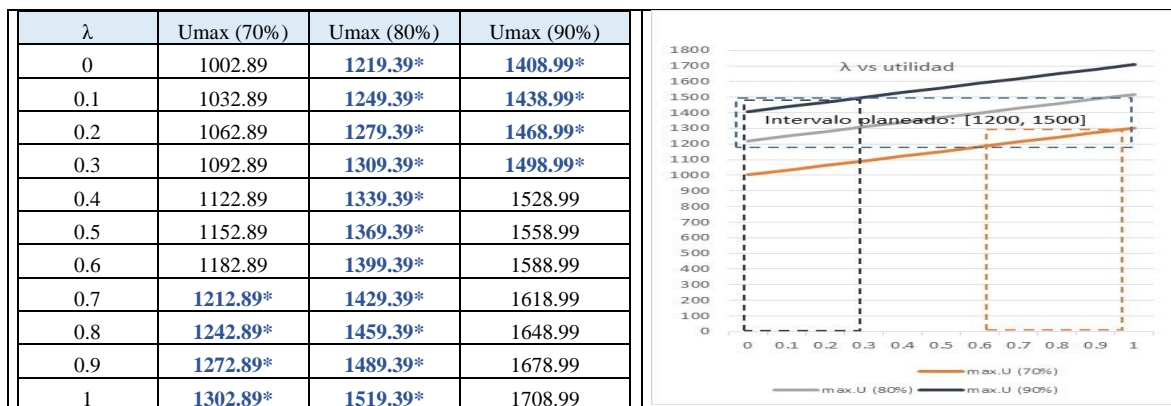 λ Umax (70%) Umax (80%) Umax (90%)
0 1002.89 1219.39* 1408.99*
0.1 1032.89 1249.39* 1438.99*
0.2 1062.89 1279.39* 1468.99*
0.3 1092.89 1309.39* 1498.99*
0.4 1122.89 1339.39* 1528.99
0.5 1152.89 1369.39* 1558.99
0.6 1182.89 1399.39* 1588.99
0.7 1212.89* 1429.39* 1618.99
0.8 1242.89* 1459.39* 1648.99
0.9 1272.89* 1489.39* 1678.99
1 1302.89* 1519.39* 1708.99
λ vs utilidad
Intervalo planeado: [1200, 1500]
1800
1700
1600
1500
1400
1300
1200
1100
1000
900
800
700
600
500
400
300
200
100
0
0 0.1 0.2 0.3 0.4 0.5 0.6 0.7 0.8 0.9 1
max.U (70%)
max.U (80%) max.U (90%)